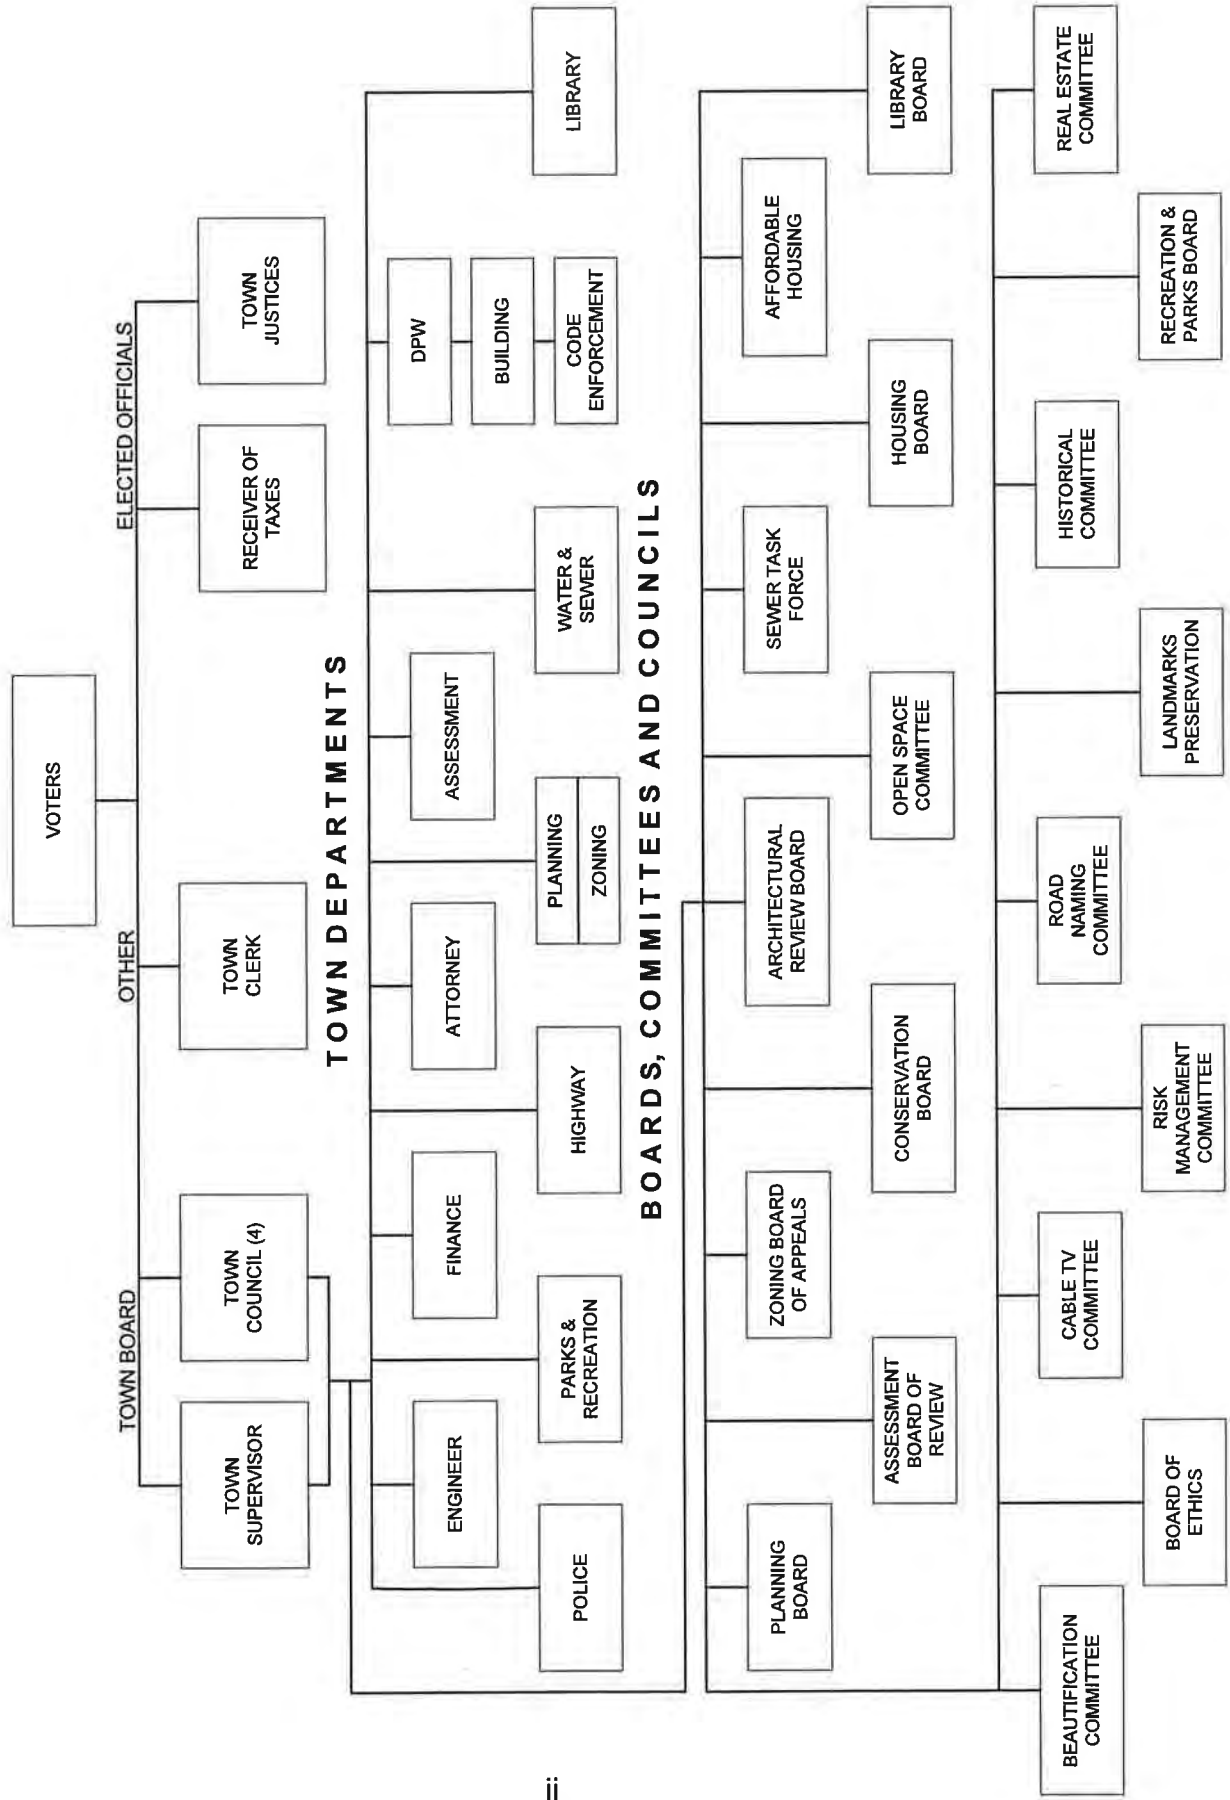 VOTERS
TOWN BOARD
OTHER
ELECTED OFFICIALS
TOWN
SUPERVISOR
TOWN
COUNCIL (4)
TOWN
CLERK
RECEIVER OF
TAXES
TOWN
JUSTICES
TOWN DEPARTMENTS
POLICE
ENGINEER
PARKS &
RECREATION
FINANCE
HIGHWAY
ATTORNEY
PLANNING
ZONING
ASSESSMENT
WATER &
SEWER
DPW
BUILDING
CODE
ENFORCEMENT
LIBRARY
BOARDS, COMMITTEES AND COUNCILS
PLANNING
BOARD
ASSESSMENT
BOARD OF
REVIEW
ZONING BOARD
OF APPEALS
CONSERVATION
BOARD
ARCHITECTURAL
REVIEW BOARD
OPEN SPACE
COMMITTEE
SEWER TASK
FORCE
HOUSING
BOARD
AFFORDABLE
HOUSING
LIBRARY
BOARD
BEAUTIFICATION
COMMITTEE
BOARD OF
ETHICS
CABLE TV
COMMITTEE
RISK
MANAGEMENT
COMMITTEE
ROAD
NAMING
COMMITTEE
LANDMARKS
PRESERVATION
HISTORICAL
COMMITTEE
RECREATION &
PARKS BOARD
REAL ESTATE
COMMITTEE
ii